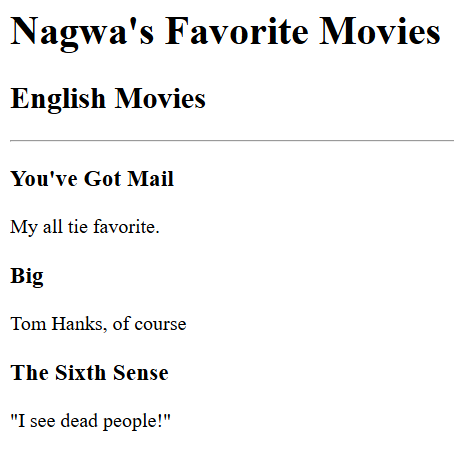 Nagwa's Favorite Movies
English Movies
You've Got Mail
My all tie favorite.
Big
Tom Hanks, of course
The Sixth Sense
"I see dead people!"